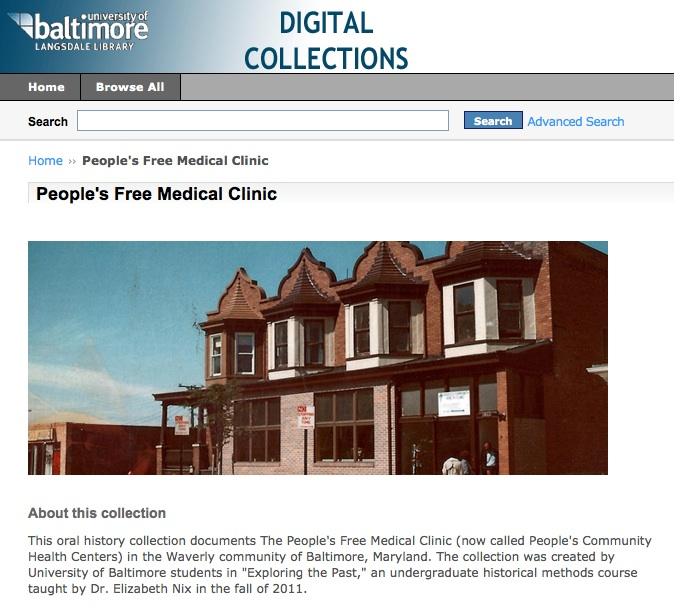 university of
baltimore
LANGSDALE LIBRARY
DIGITAL
COLLECTIONS
Home Browse All
Search Search Advanced Search
Home ›› People's Free Medical Clinic
People's Free Medical Clinic
NO
STOPPING
ANY
TIME
About this collection
This oral history collection documents The People's Free Medical Clinic (now called People's Community
Health Centers) in the Waverly community of Baltimore, Maryland. The collection was created by
University of Baltimore students in "Exploring the Past," an undergraduate historical methods course
taught by Dr. Elizabeth Nix in the fall of 2011.